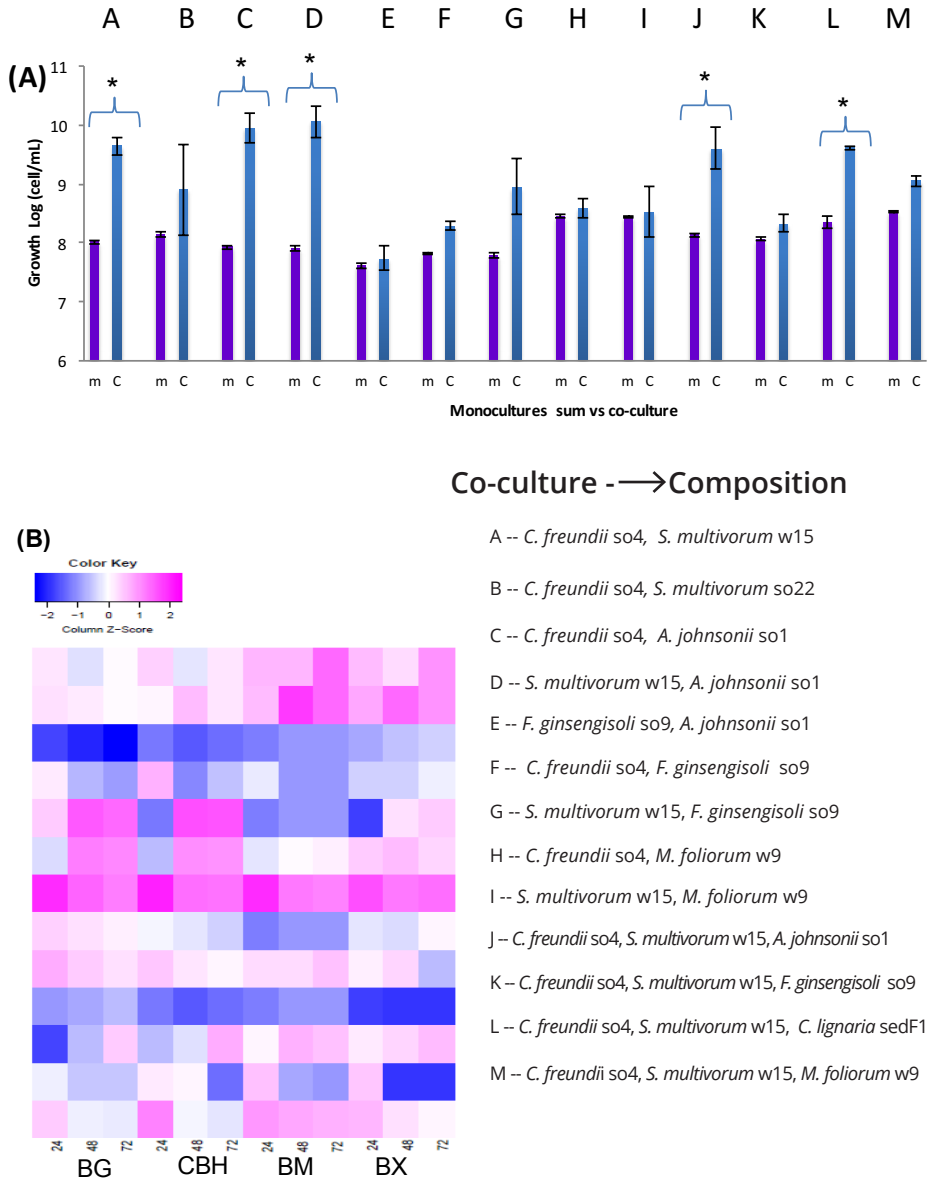 A B C D E F G H I J K L M
(A)
* * * * *
11
10
9
8
7
6
Growth Log (cell/mL)
m C m C m C m C m C m C m C m C m C m C m C m C m C
Monocultures sum vs co-culture
Co-culture - → Composition
(B)
Color Key
−2 −1 0 1 2
Column Z-Score
A -- C. freundii so4, S. multivorum w15
B -- C. freundii so4, S. multivorum so22
C -- C. freundii so4, A. johnsonii so1
D -- S. multivorum w15, A. johnsonii so1
E -- F. ginsengisoli so9, A. johnsonii so1
F -- C. freundii so4, F. ginsengisoli so9
G -- S. multivorum w15, F. ginsengisoli so9
H -- C. freundii so4, M. foliorum w9
I -- S. multivorum w15, M. foliorum w9
J -- C. freundii so4, S. multivorum w15, A. johnsonii so1
K -- C. freundii so4, S. multivorum w15, F. ginsengisoli so9
L -- C. freundii so4, S. multivorum w15, C. lignaria sedF1
M -- C. freundii so4, S. multivorum w15, M. foliorum w9
24 48 72 24 48 72 24 48 72 24 48 72
BG CBH BM BX